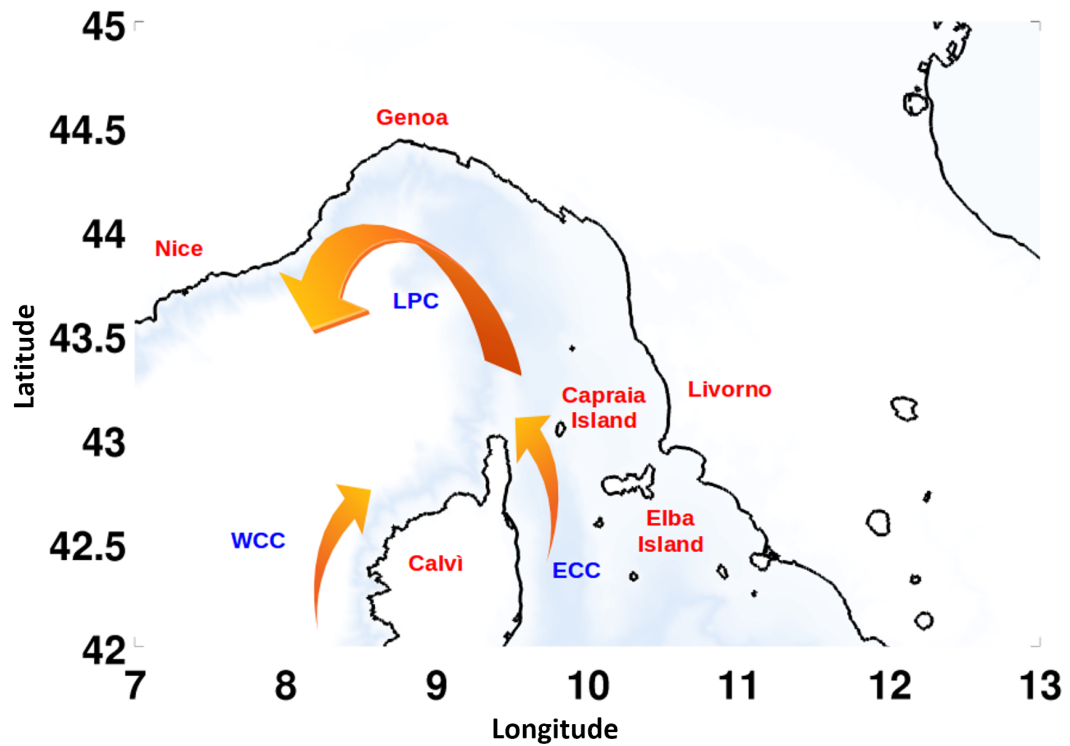 45
44.5
Genoa
44
Nice
LPC
43.5
Latitude
Capraia
Island
Livorno
43
WCC
42.5
Calvì
Elba
Island
ECC
42
7
8
9
10
11
12
13
Longitude